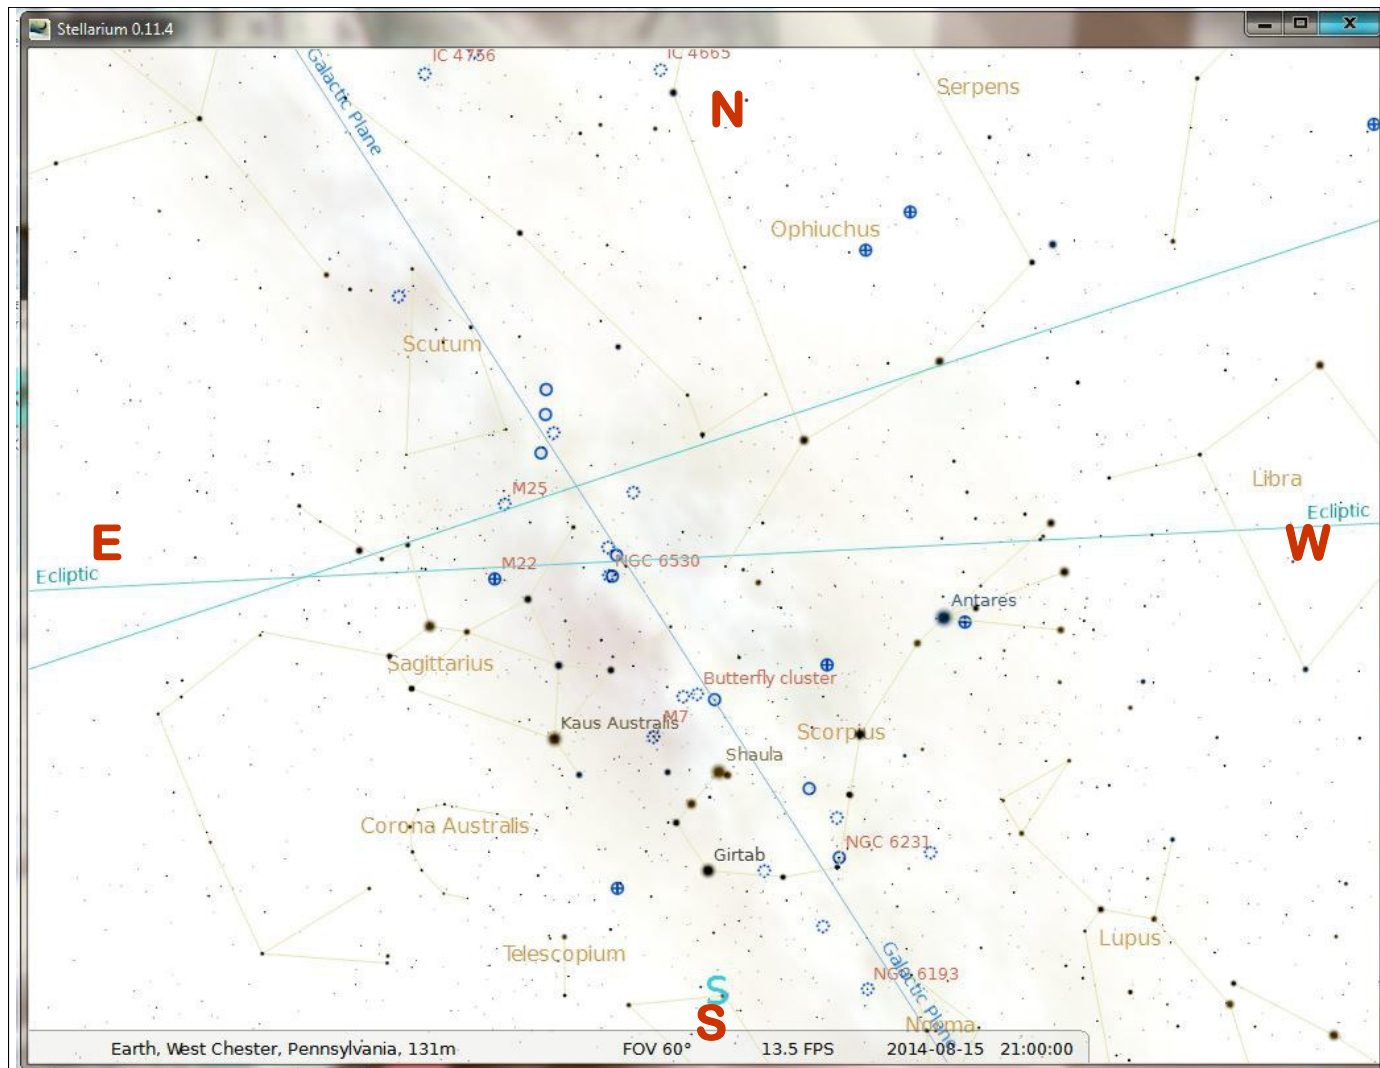 Stellarium 0.11.4
IC 4756
IC 4665
Galactic Plane
N
Serpens
Ophiuchus
Scutum
M25
Libra
Ecliptic
E
W
M22
NGC 6530
Ecliptic
Antares
Sagittarius
Butterfly cluster
M7
Kaus Australis
Scorpius
Shaula
Corona Australis
NGC 6231
Girtab
Lupus
Telescopium
Galactic Plane
NGC 6193
S
S
Norma
Earth, West Chester, Pennsylvania, 131m FOV 60° 13.5 FPS 2014-08-15 21:00:00